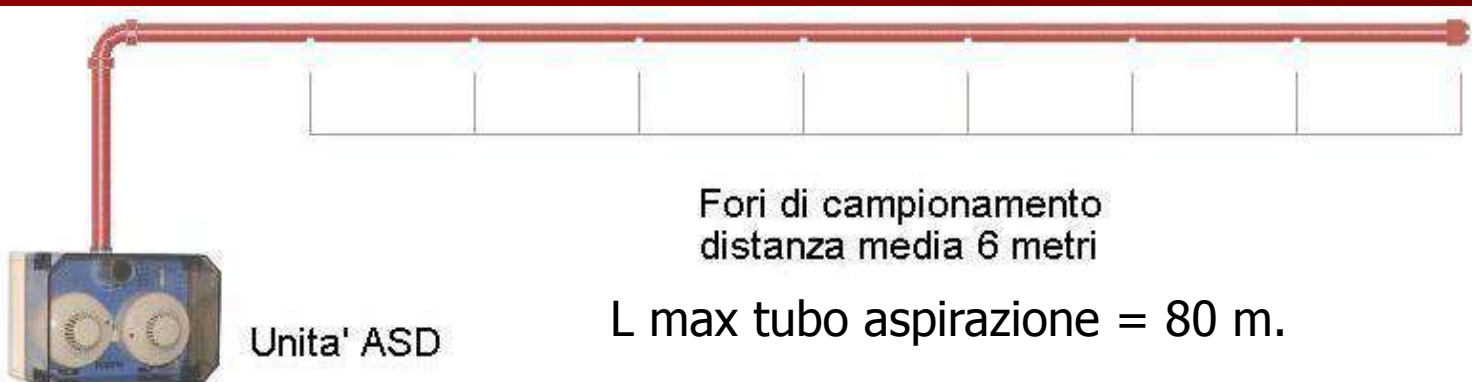 Fori di campionamento
distanza media 6 metri
L max tubo aspirazione = 80 m.
Unita' ASD